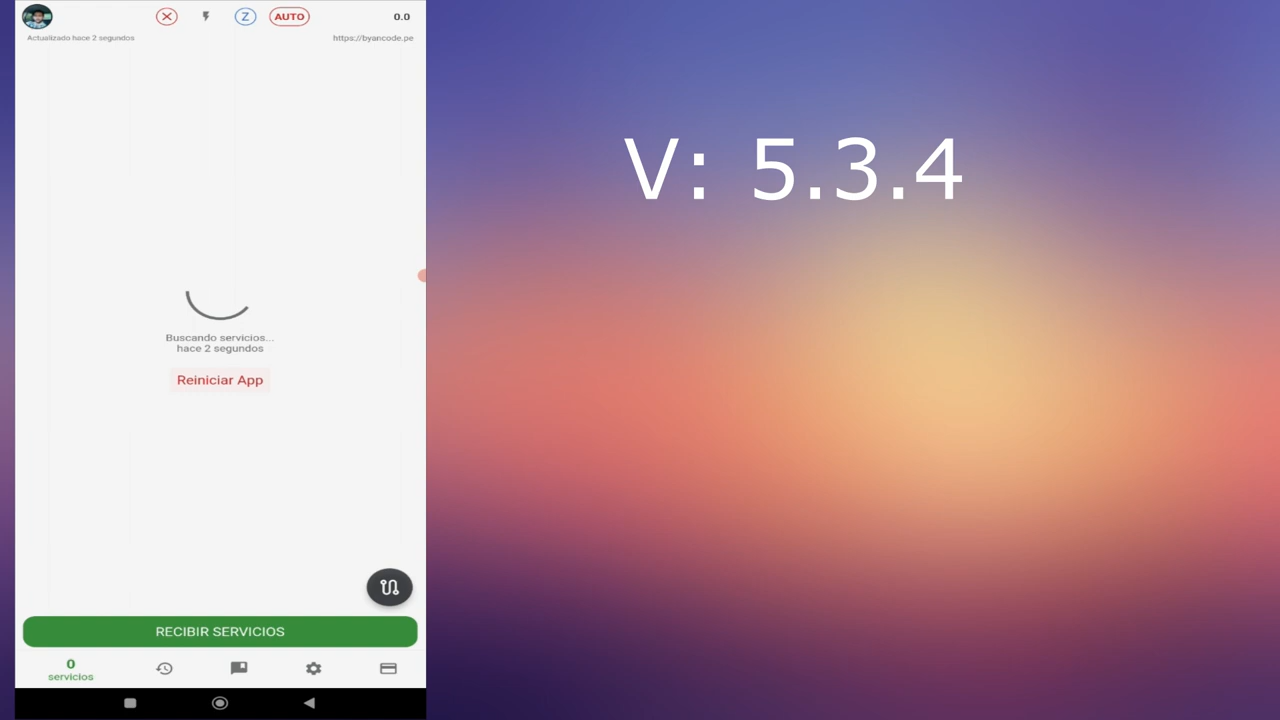 Z
AUTO
0.0
Actualizado hace 2 segundos
https://byancode.pe
V: 5.3.4
Buscando servicios...
hace 2 segundos
Reiniciar App
RECIBIR SERVICIOS
0
servicios